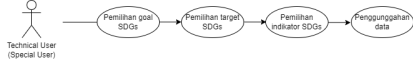 Pemilihan goal
SDGs
Pemilihan target
SDGs
Pemilihan
indikator SDGs
Penggunggahan
data
Technical User
(Special User)